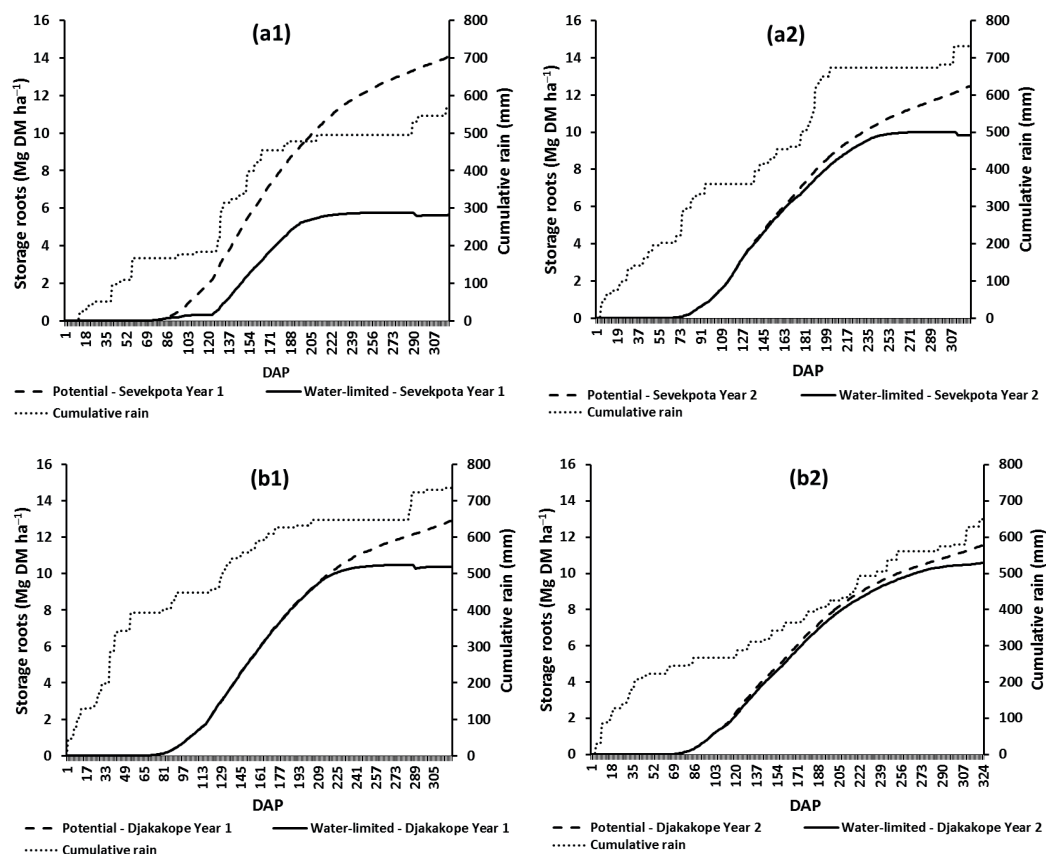 (a1)
Storage roots (Mg DM ha⁻¹)
16
14
12
10
8
6
4
2
0
800
700
600
500
400
300
200
100
0
Cumulative rain (mm)
1 18 35 52 69 86 103 120 137 154 171 188 205 222 239 256 273 290 307
DAP
Potential - Sevekpota Year 1 Water-limited - Sevekpota Year 1
Cumulative rain
(a2)
Storage roots (Mg DM ha⁻¹)
16
14
12
10
8
6
4
2
0
800
700
600
500
400
300
200
100
0
Cumulative rain (mm)
1 19 37 55 73 91 109 127 145 163 181 199 217 235 253 271 289 307
DAP
Potential - Sevekpota Year 2 Water-limited - Sevekpota Year 2
Cumulative rain
(b1)
Storage roots (Mg DM ha⁻¹)
16
14
12
10
8
6
4
2
0
800
700
600
500
400
300
200
100
0
Cumulative rain (mm)
1 17 33 49 65 81 97 113 129 145 161 177 193 209 225 241 257 273 289 305
DAP
Potential - Djakakope Year 1 Water-limited - Djakakope Year 1
Cumulative rain
(b2)
Storage roots (Mg DM ha⁻¹)
16
14
12
10
8
6
4
2
0
800
700
600
500
400
300
200
100
0
Cumulative rain (mm)
1 18 35 52 69 86 103 120 137 154 171 188 205 222 239 256 273 290 307 324
DAP
Potential - Djakakope Year 2 Water-limited - Djakakope Year 2
Cumulative rain